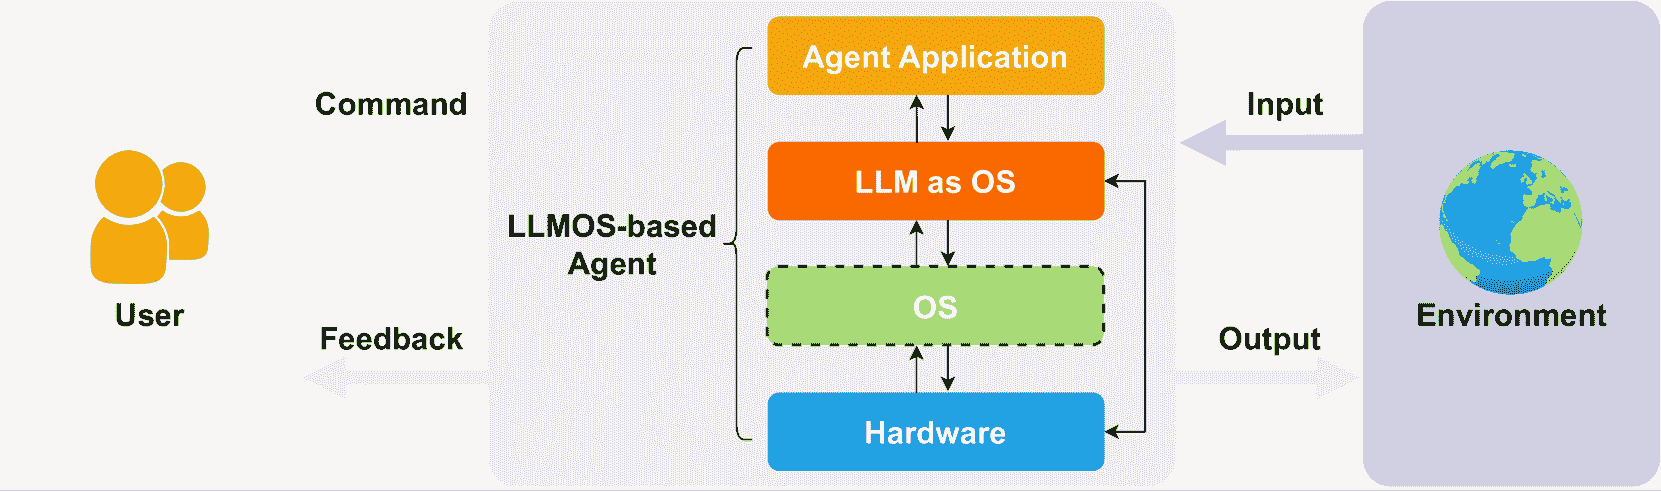 Agent Application
Command
Input
LLM as OS
LLMOS-based
Agent
OS
User
Environment
Feedback
Output
Hardware